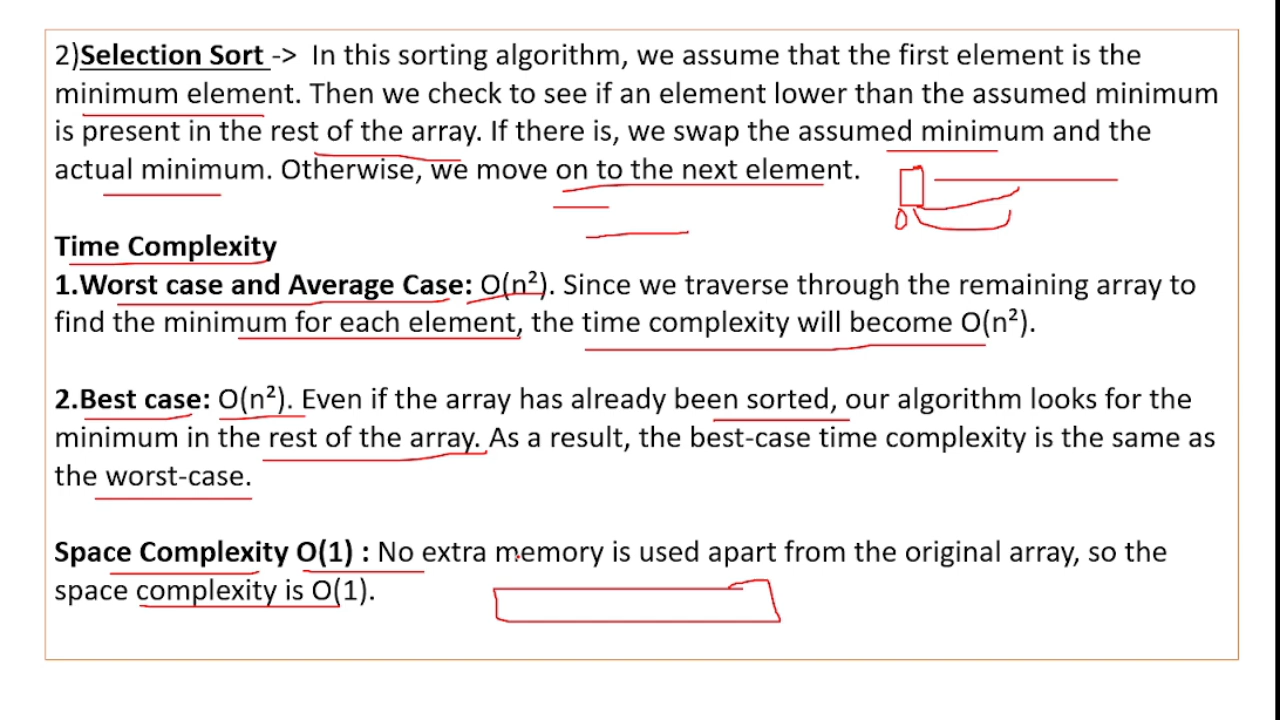 2)Selection Sort -> In this sorting algorithm, we assume that the first element is the
minimum element. Then we check to see if an element lower than the assumed minimum
is present in the rest of the array. If there is, we swap the assumed minimum and the
actual minimum. Otherwise, we move on to the next element.
0
Time Complexity
1.Worst case and Average Case: O(n²). Since we traverse through the remaining array to
find the minimum for each element, the time complexity will become O(n²).
2.Best case: O(n²). Even if the array has already been sorted, our algorithm looks for the
minimum in the rest of the array. As a result, the best-case time complexity is the same as
the worst-case.
Space Complexity O(1) : No extra memory is used apart from the original array, so the
space complexity is O(1).